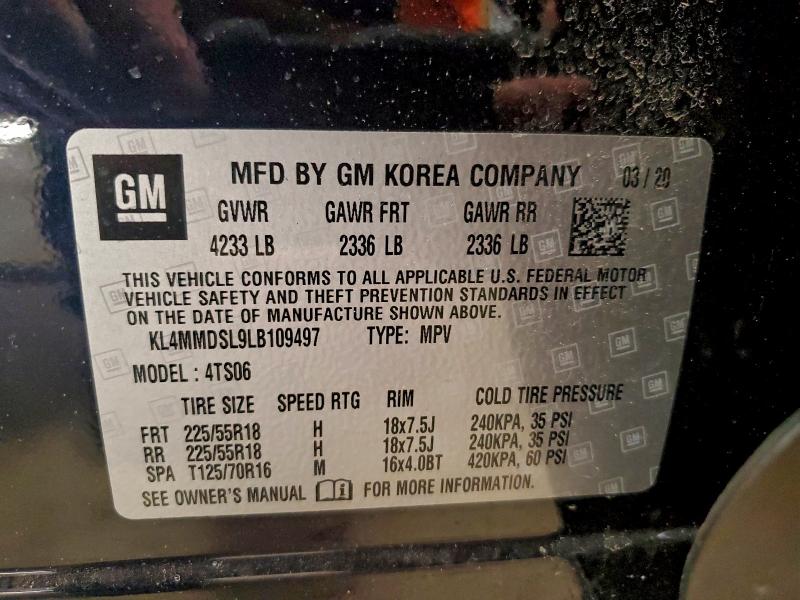 GM
MFD BY GM KOREA COMPANY 03/20
GVWR GAWR FRT GAWR RR
4233 LB 2336 LB 2336 LB
THIS VEHICLE CONFORMS TO ALL APPLICABLE U.S. FEDERAL MOTOR
VEHICLE SAFETY AND THEFT PREVENTION STANDARDS IN EFFECT
ON THE DATE OF MANUFACTURE SHOWN ABOVE.
KL4MMDSL9LB109497 TYPE: MPV
MODEL : 4TS06
TIRE SIZE SPEED RTG RIM COLD TIRE PRESSURE
FRT 225/55R18 H 18x7.5J 240KPA, 35 PSI
RR 225/55R18 H 18x7.5J 240KPA, 35 PSI
SPA T125/70R16 M 16x4.0BT 420KPA, 60 PSI
SEE OWNER'S MANUAL FOR MORE INFORMATION.